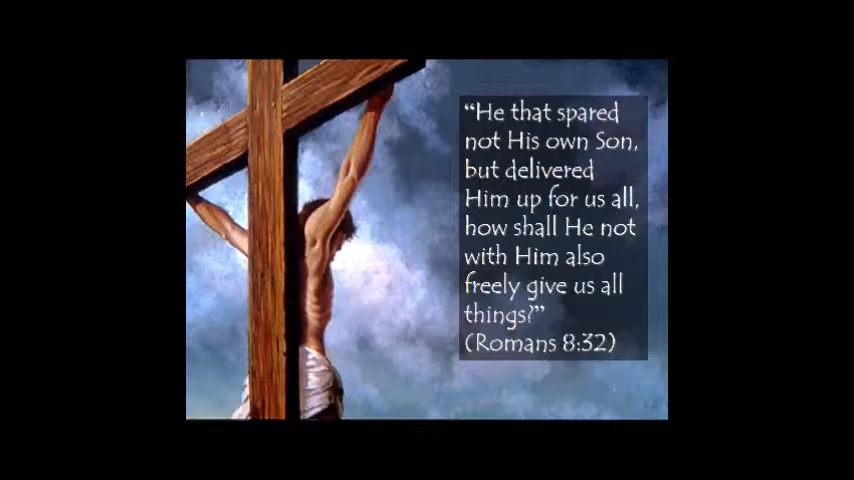 “He that spared
not His own Son,
but delivered
Him up for us all,
how shall He not
with Him also
freely give us all
things?”
(Romans 8:32)